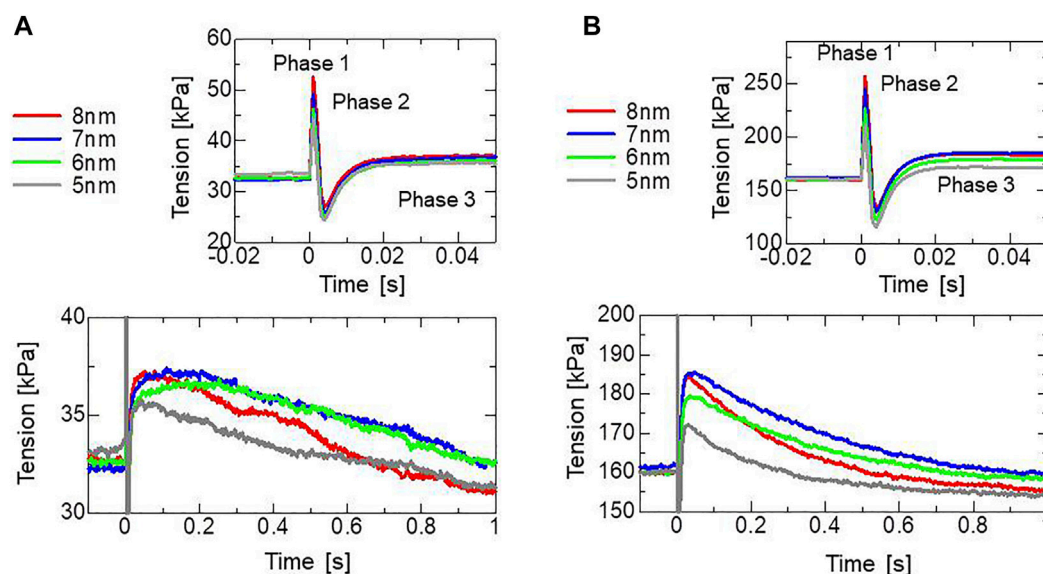 A
Tension [kPa]
60
50
40
30
20
Phase 1
Phase 2
Phase 3
8nm
7nm
6nm
5nm
-0.02
0
0.02
0.04
Time [s]
B
Tension [kPa]
250
200
150
100
Phase 1
Phase 2
Phase 3
8nm
7nm
6nm
5nm
-0.02
0
0.02
0.04
Time [s]
Tension [kPa]
40
35
30
0
0.2
0.4
0.6
0.8
1
Time [s]
Tension [kPa]
200
190
180
170
160
150
0
0.2
0.4
0.6
0.8
Time [s]